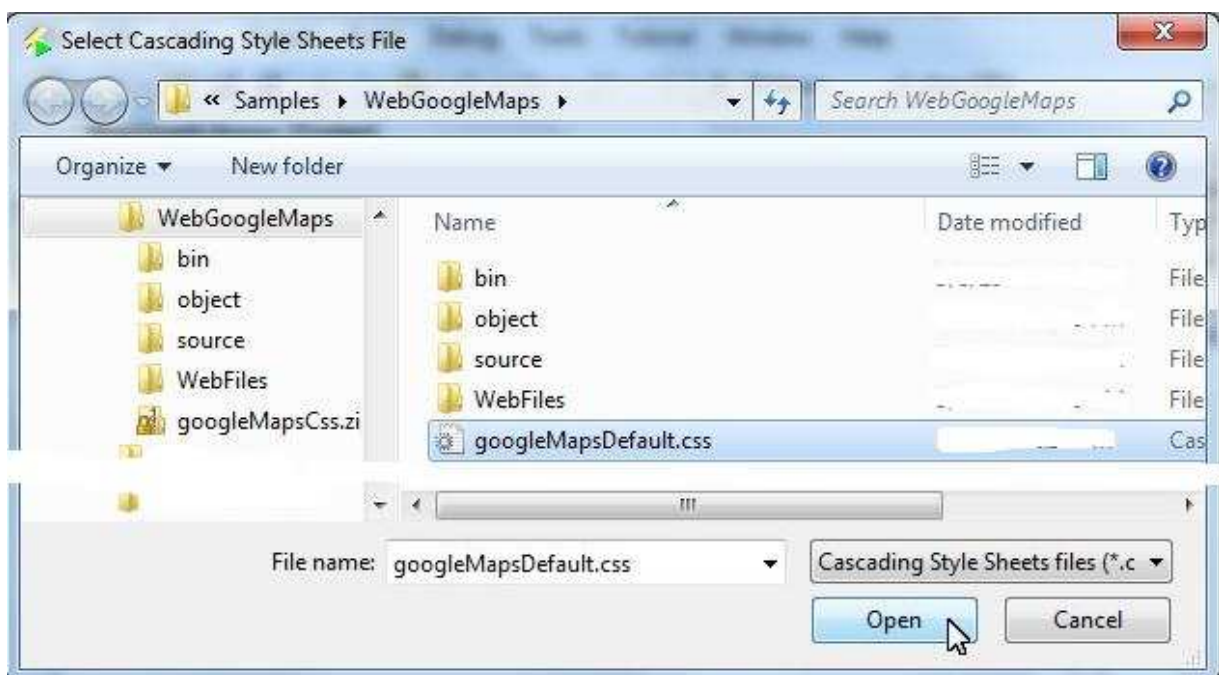 Select Cascading Style Sheets File
« Samples WebGoogleMaps Search WebGoogleMaps
Organize New folder
WebGoogleMaps Name Date modified Typ
bin bin File
object object File
source source File
WebFiles WebFiles File
googleMapsCss.zi googleMapsDefault.css Cas
File name: googleMapsDefault.css Cascading Style Sheets files (*.c
Open Cancel